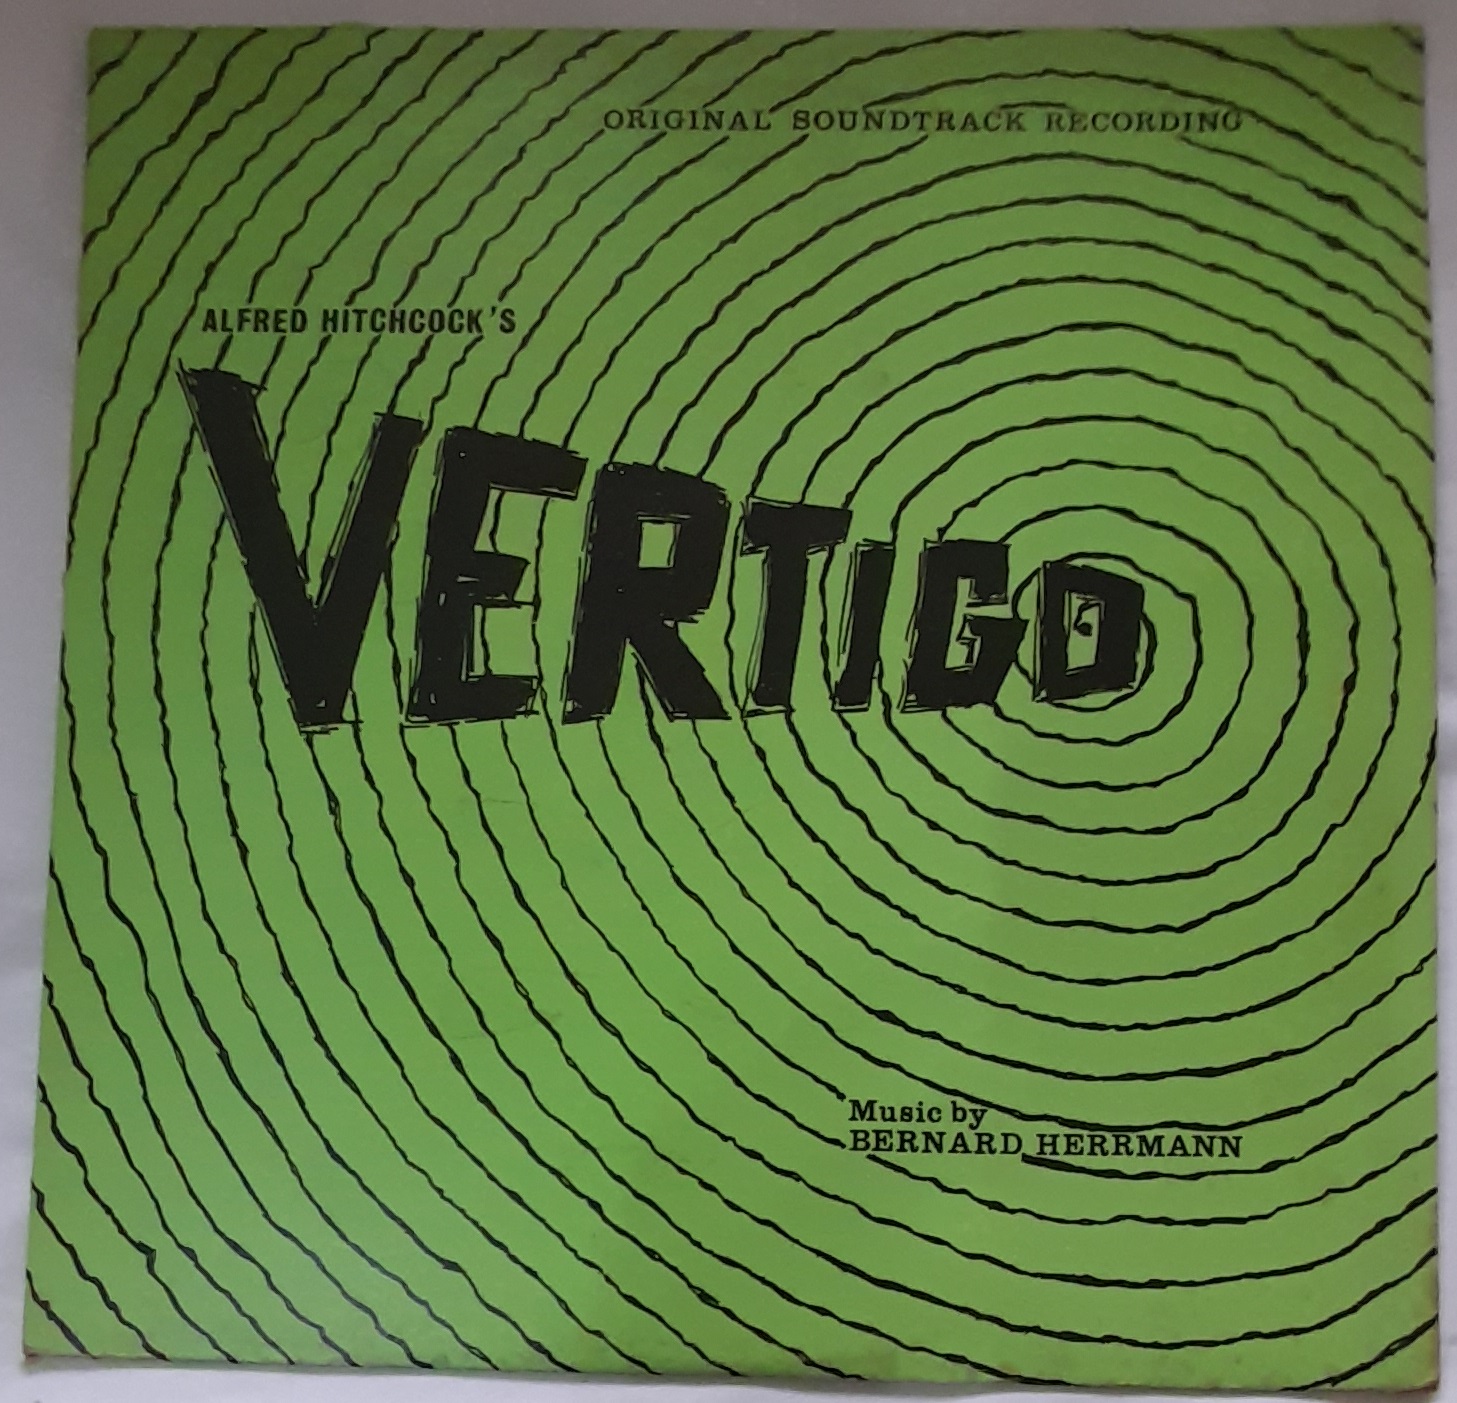 ORIGINAL SOUNDTRACK RECORDING
ALFRED HITCHCOCK'S
VERTIGO
Music by
BERNARD HERRMANN